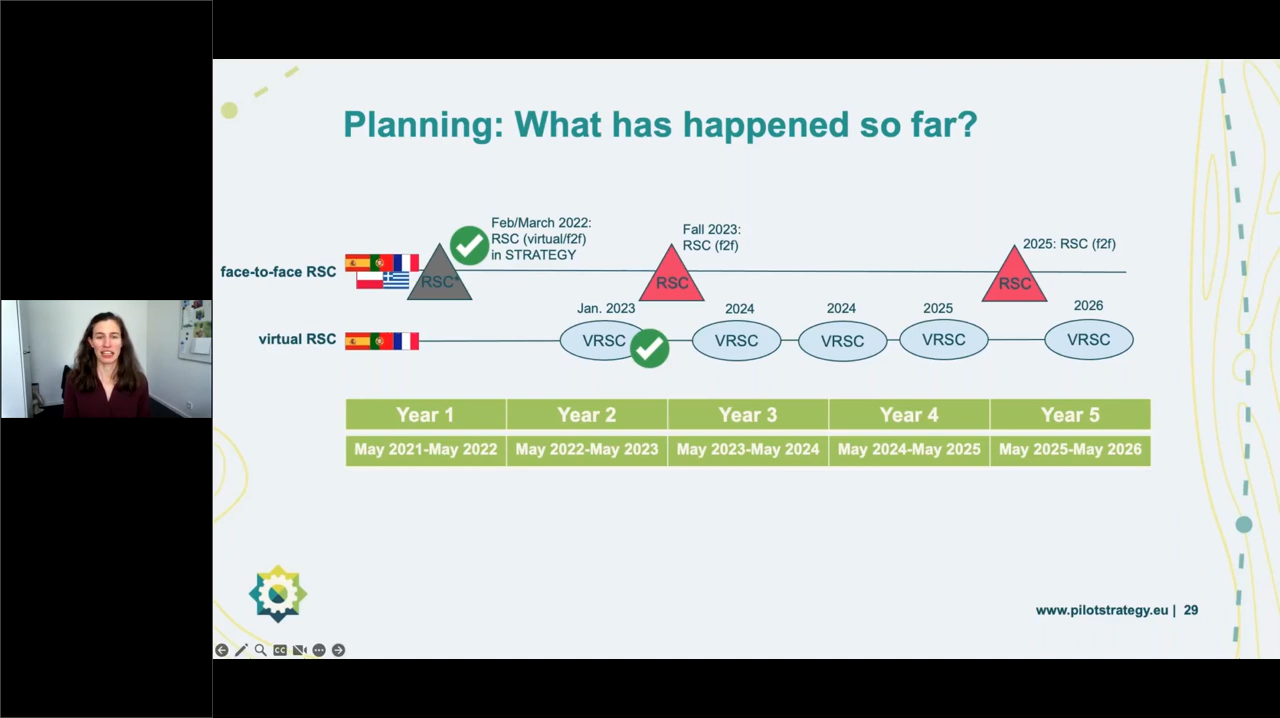 Planning: What has happened so far?
Feb/March 2022:
RSC (virtual/f2f)
in STRATEGY
Fall 2023:
RSC (f2f)
2025: RSC (f2f)
face-to-face RSC
RSC*
RSC
RSC
Jan. 2023
2024
2024
2025
2026
virtual RSC
VRSC
VRSC
VRSC
VRSC
VRSC
Year 1
Year 2
Year 3
Year 4
Year 5
May 2021-May 2022
May 2022-May 2023
May 2023-May 2024
May 2024-May 2025
May 2025-May 2026
www.pilotstrategy.eu | 29
CC